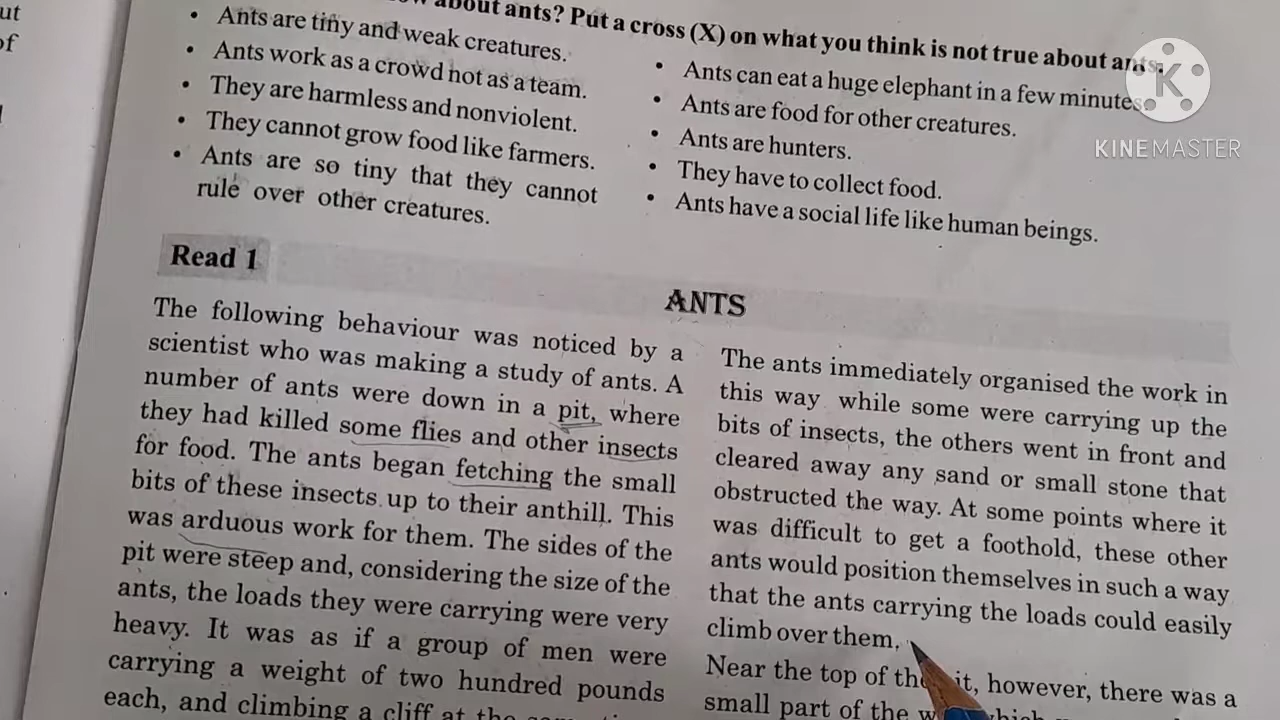 ut
of
about ants? Put a cross (X) on what you think is not true about ants.
• Ants are tiny and weak creatures.
• Ants work as a crowd not as a team.
• They are harmless and nonviolent.
• They cannot grow food like farmers.
• Ants are so tiny that they cannot
rule over other creatures.
• Ants can eat a huge elephant in a few minutes
• Ants are food for other creatures.
• Ants are hunters.
• They have to collect food.
• Ants have a social life like human beings.
K
KINEMASTER
Read 1
ANTS
The following behaviour was noticed by a
scientist who was making a study of ants. A
number of ants were down in a pit, where
they had killed some flies and other insects
for food. The ants began fetching the small
bits of these insects up to their anthill. This
was arduous work for them. The sides of the
pit were steep and, considering the size of the
ants, the loads they were carrying were very
heavy. It was as if a group of men were
carrying a weight of two hundred pounds
each, and climbing a cliff at the
The ants immediately organised the work in
this way while some were carrying up the
bits of insects, the others went in front and
cleared away any sand or small stone that
obstructed the way. At some points where it
was difficult to get a foothold, these other
ants would position themselves in such a way
that the ants carrying the loads could easily
climb over them.
Near the top of the it, however, there was a
small part of the which